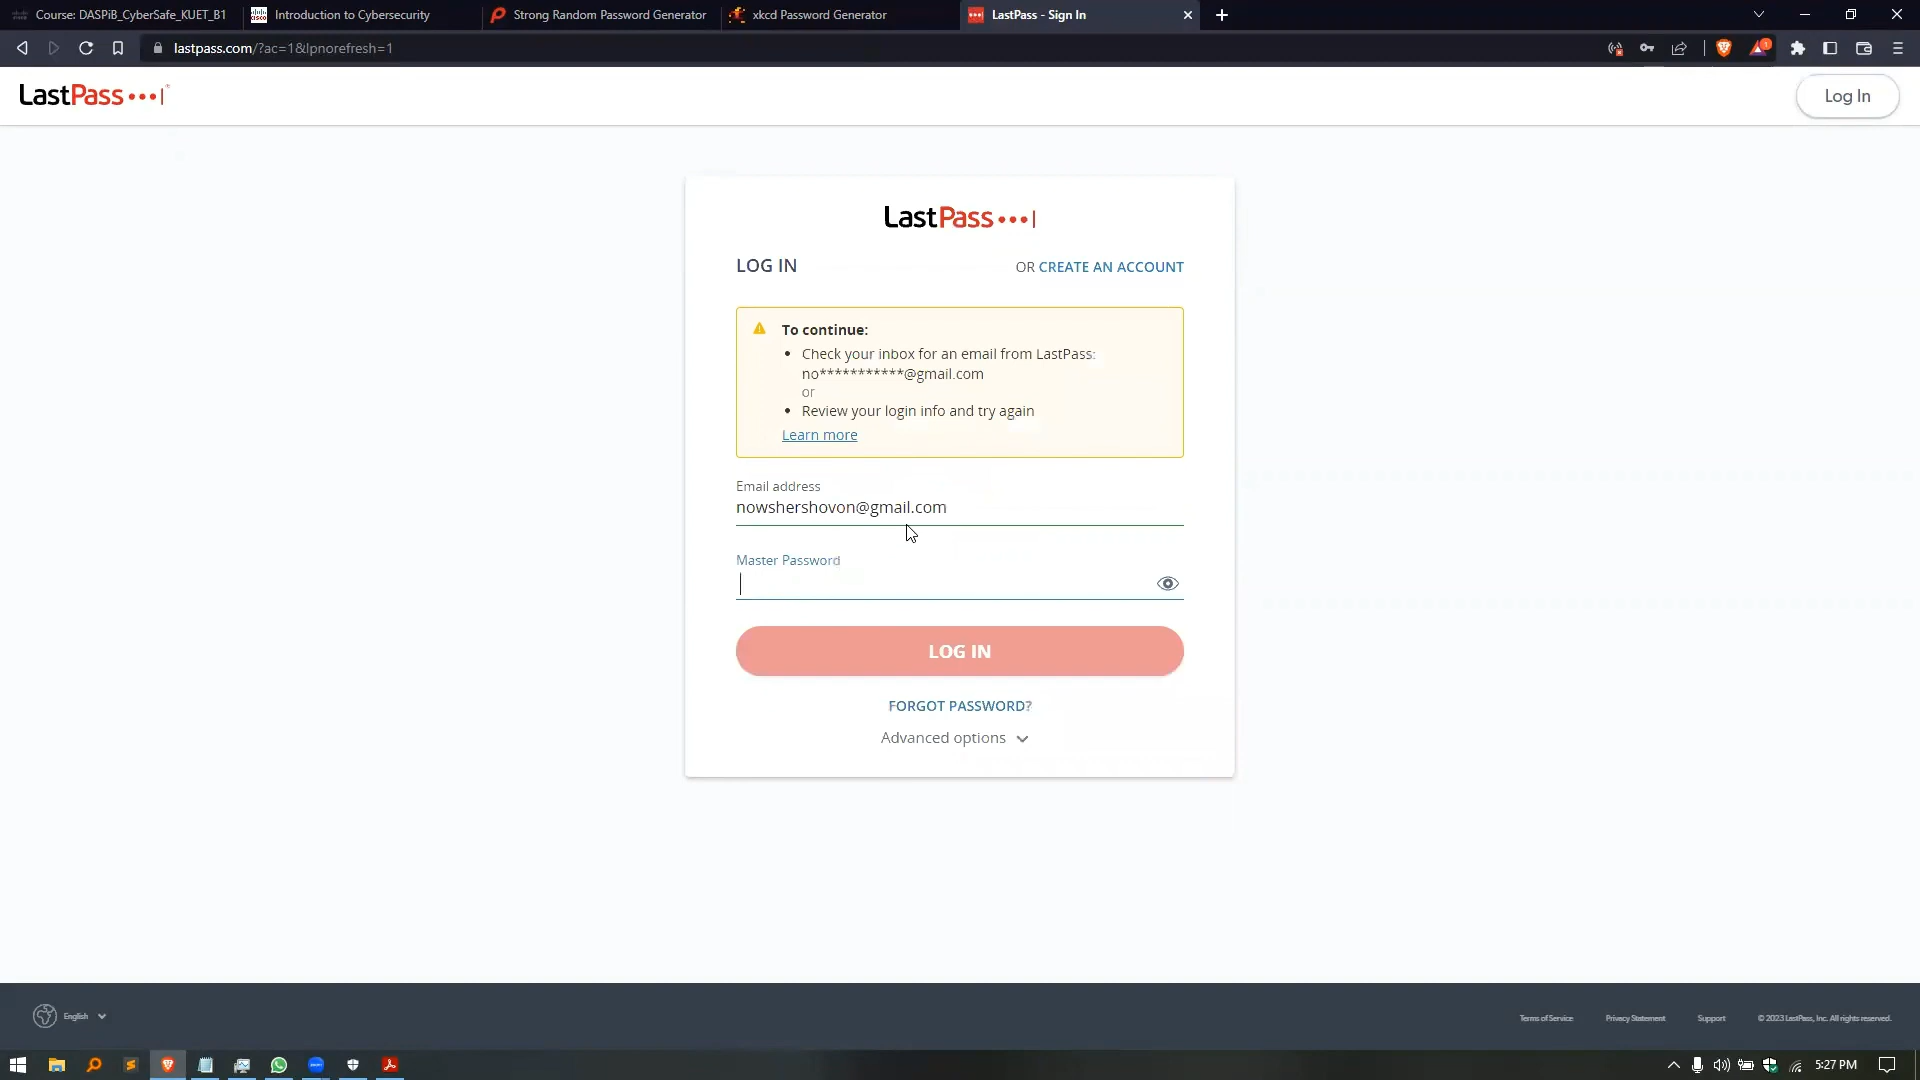 Course: DASPiB_CyberSafe_KUET_B1
Introduction to Cybersecurity
Strong Random Password Generator
xkcd Password Generator
LastPass - Sign In
lastpass.com/?ac=1&lpnorefresh=1
LastPass
Log In
LastPass
LOG IN
OR CREATE AN ACCOUNT
To continue:
• Check your inbox for an email from LastPass:
no***********@gmail.com
or
• Review your login info and try again
Learn more
Email address
nowshershovon@gmail.com
Master Password
LOG IN
FORGOT PASSWORD?
Advanced options
English
Terms of Service
Privacy Statement
Support
© 2023 LastPass, Inc. All rights reserved.
5:27 PM